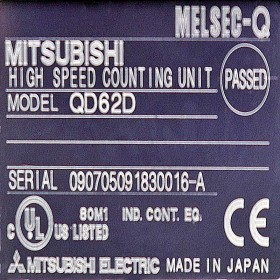 MELSEC-Q
MITSUBISHI
HIGH SPEED COUNTING UNIT
PASSED
MODEL QD62D
SERIAL 090705091830016-A
C UL US LISTED
80M1 IND. CONT. EQ.
CE
MITSUBISHI ELECTRIC MADE IN JAPAN